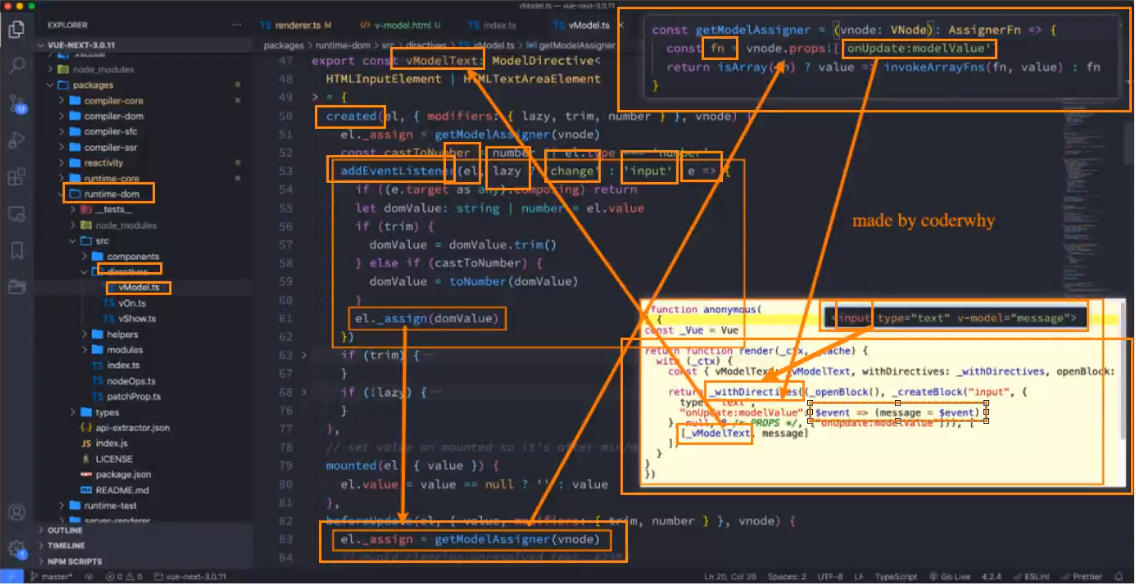 vModel.ts — vue-next-3.0.11
EXPLORER
renderer.ts M
v-model.html U
index.ts
vModel.ts
VUE-NEXT-3.0.11
packages > runtime-dom > src > directives > vModel.ts > getModelAssigner
node_modules
packages
compiler-core
compiler-dom
compiler-sfc
compiler-ssr
reactivity
runtime-core
runtime-dom
__tests__
node_modules
src
components
directives
vModel.ts
vOn.ts
vShow.ts
helpers
modules
index.ts
nodeOps.ts
patchProp.ts
types
api-extractor.json
index.js
LICENSE
package.json
README.md
runtime-test
server-renderer
OUTLINE
TIMELINE
NPM SCRIPTS
47 export const vModelText: ModelDirective<
48 HTMLInputElement | HTMLTextAreaElement
49 > = {
50 created(el, { modifiers: { lazy, trim, number } }, vnode) {
51 el._assign = getModelAssigner(vnode)
52 const castToNumber = number || el.type === 'number'
53 addEventListener(el, lazy ? 'change' : 'input', e => {
54 if ((e.target as any).composing) return
55 let domValue: string | number = el.value
56 if (trim) {
57 domValue = domValue.trim()
58 } else if (castToNumber) {
59 domValue = toNumber(domValue)
60 }
61 el._assign(domValue)
62 })
63 if (trim) {…
67 }
68 if (!lazy) {…
76 }
77 },
78 // set value on mounted so it's after min/m
79 mounted(el, { value }) {
80 el.value = value == null ? '' : value
81 },
82 beforeUpdate(el, { value, modifiers: { trim, number } }, vnode) {
83 el._assign = getModelAssigner(vnode)
84 // avoid clearing unresolved text. #2302
const getModelAssigner = (vnode: VNode): AssignerFn => {
const fn = vnode.props!['onUpdate:modelValue']
return isArray(fn) ? value => invokeArrayFns(fn, value) : fn
}
made by coderwhy
<input type="text" v-model="message">
(function anonymous(
) {
const _Vue = Vue
return function render(_ctx, _cache) {
with (_ctx) {
const { vModelText: _vModelText, withDirectives: _withDirectives, openBlock:
return _withDirectives((_openBlock(), _createBlock("input", {
type: "text",
"onUpdate:modelValue": $event => (message = $event)
}, null, 8 /* PROPS */, ["onUpdate:modelValue"])), [
[_vModelText, message]
])
}
}
})
master*
0 0
vue-next-3.0.11
Ln 20, Col 26
Spaces: 2
UTF-8
LF
TypeScript
Go Live
4.2.4
ESLint
Prettier